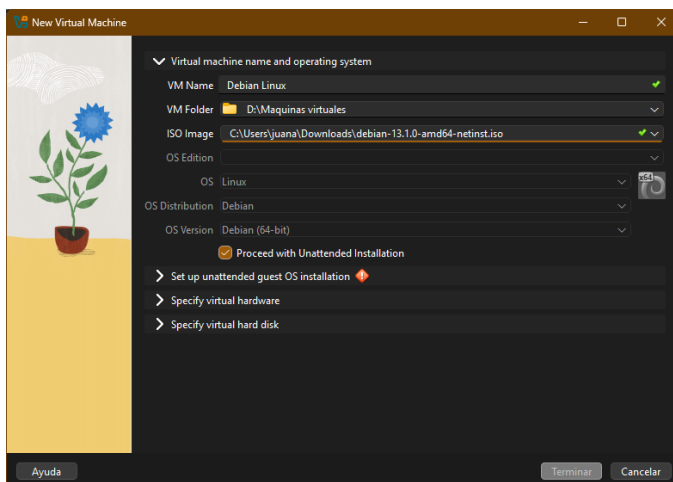 New Virtual Machine
Virtual machine name and operating system
VM Name Debian Linux
VM Folder D:\Maquinas virtuales
ISO Image C:\Users\juana\Downloads\debian-13.1.0-amd64-netinst.iso
OS Edition
OS Linux
x64
OS Distribution Debian
OS Version Debian (64-bit)
Proceed with Unattended Installation
Set up unattended guest OS installation
Specify virtual hardware
Specify virtual hard disk
Ayuda Terminar Cancelar